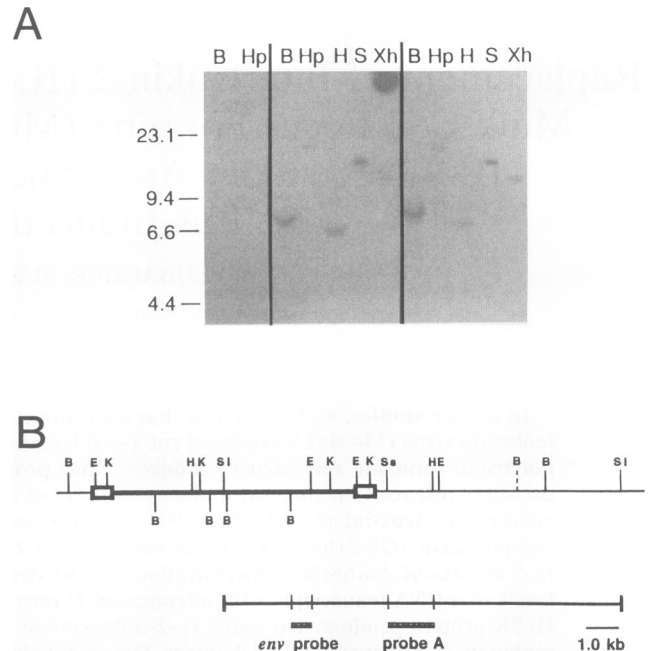 A
B Hp B Hp H S Xh B Hp H S Xh
23.1
9.4
6.6
4.4
B
B E K H K SI E K E K Se HE B SI
B B B B
env probe probe A 1.0 kb